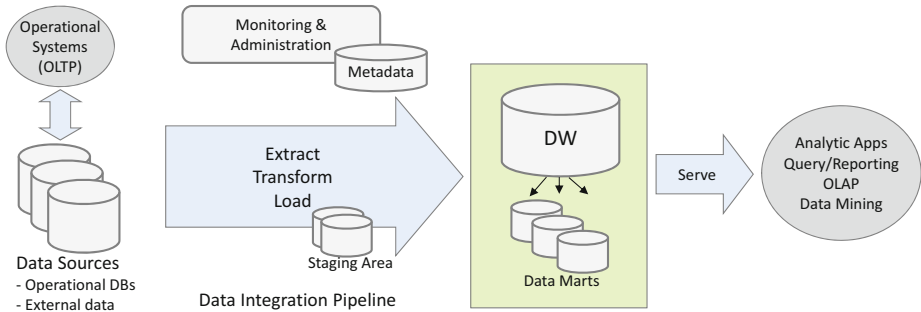 Operational
Systems
(OLTP)
Monitoring &
Administration
Metadata
Extract
Transform
Load
Staging Area
Data Integration Pipeline
Data Sources
- Operational DBs
- External data
DW
Data Marts
Serve
Analytic Apps
Query/Reporting
OLAP
Data Mining